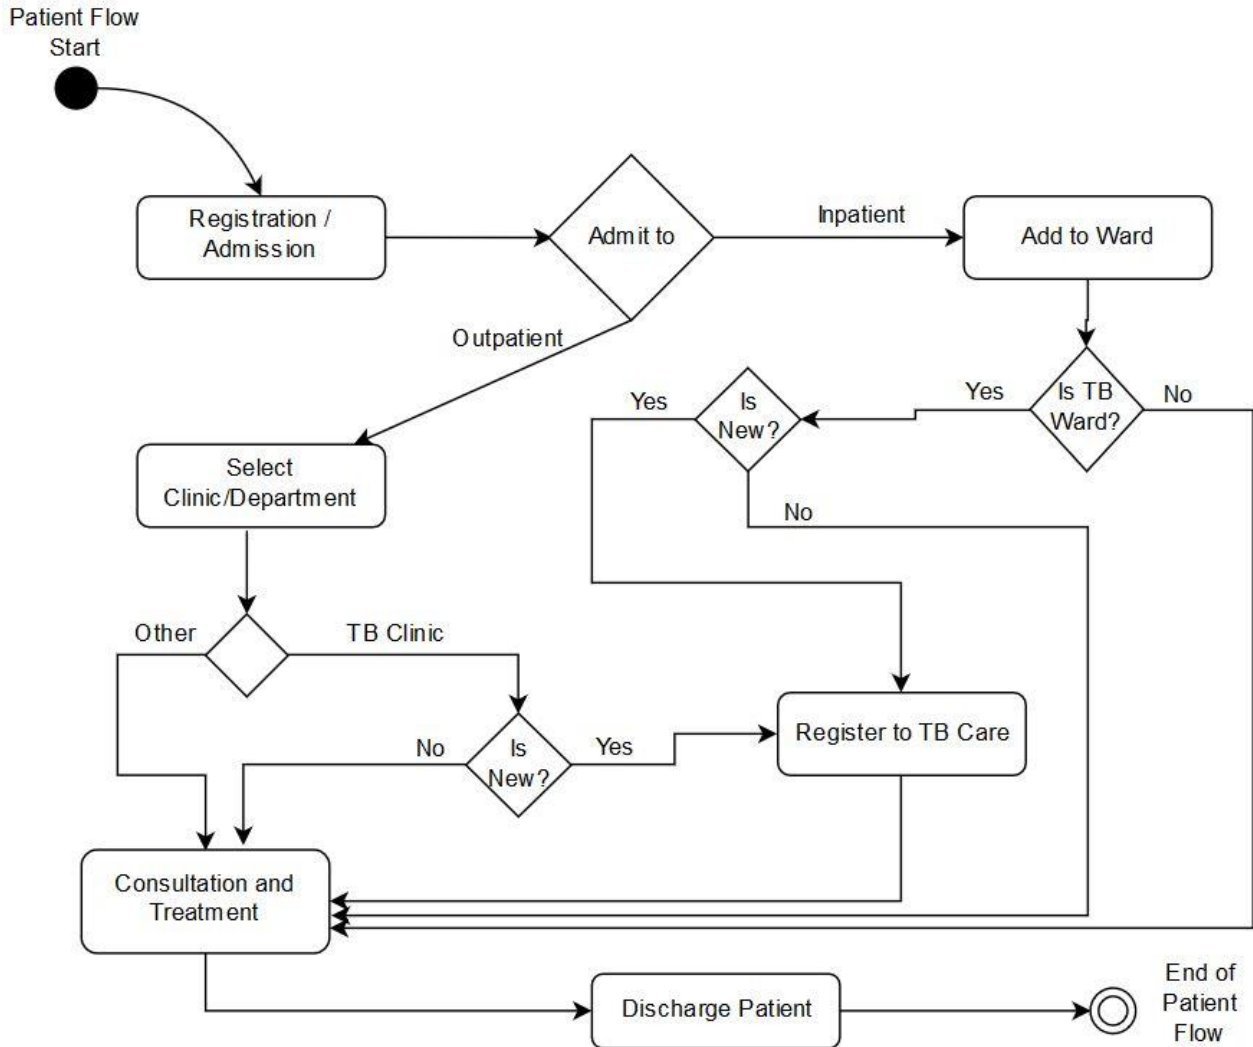 Patient Flow
Start
Registration /
Admission
Admit to
Inpatient
Add to Ward
Outpatient
Is TB
Ward?
Yes
No
Is
New?
Yes
No
Select
Clinic/Department
Other
TB Clinic
Is
New?
No
Yes
Register to TB Care
Consultation and
Treatment
Discharge Patient
End of
Patient
Flow